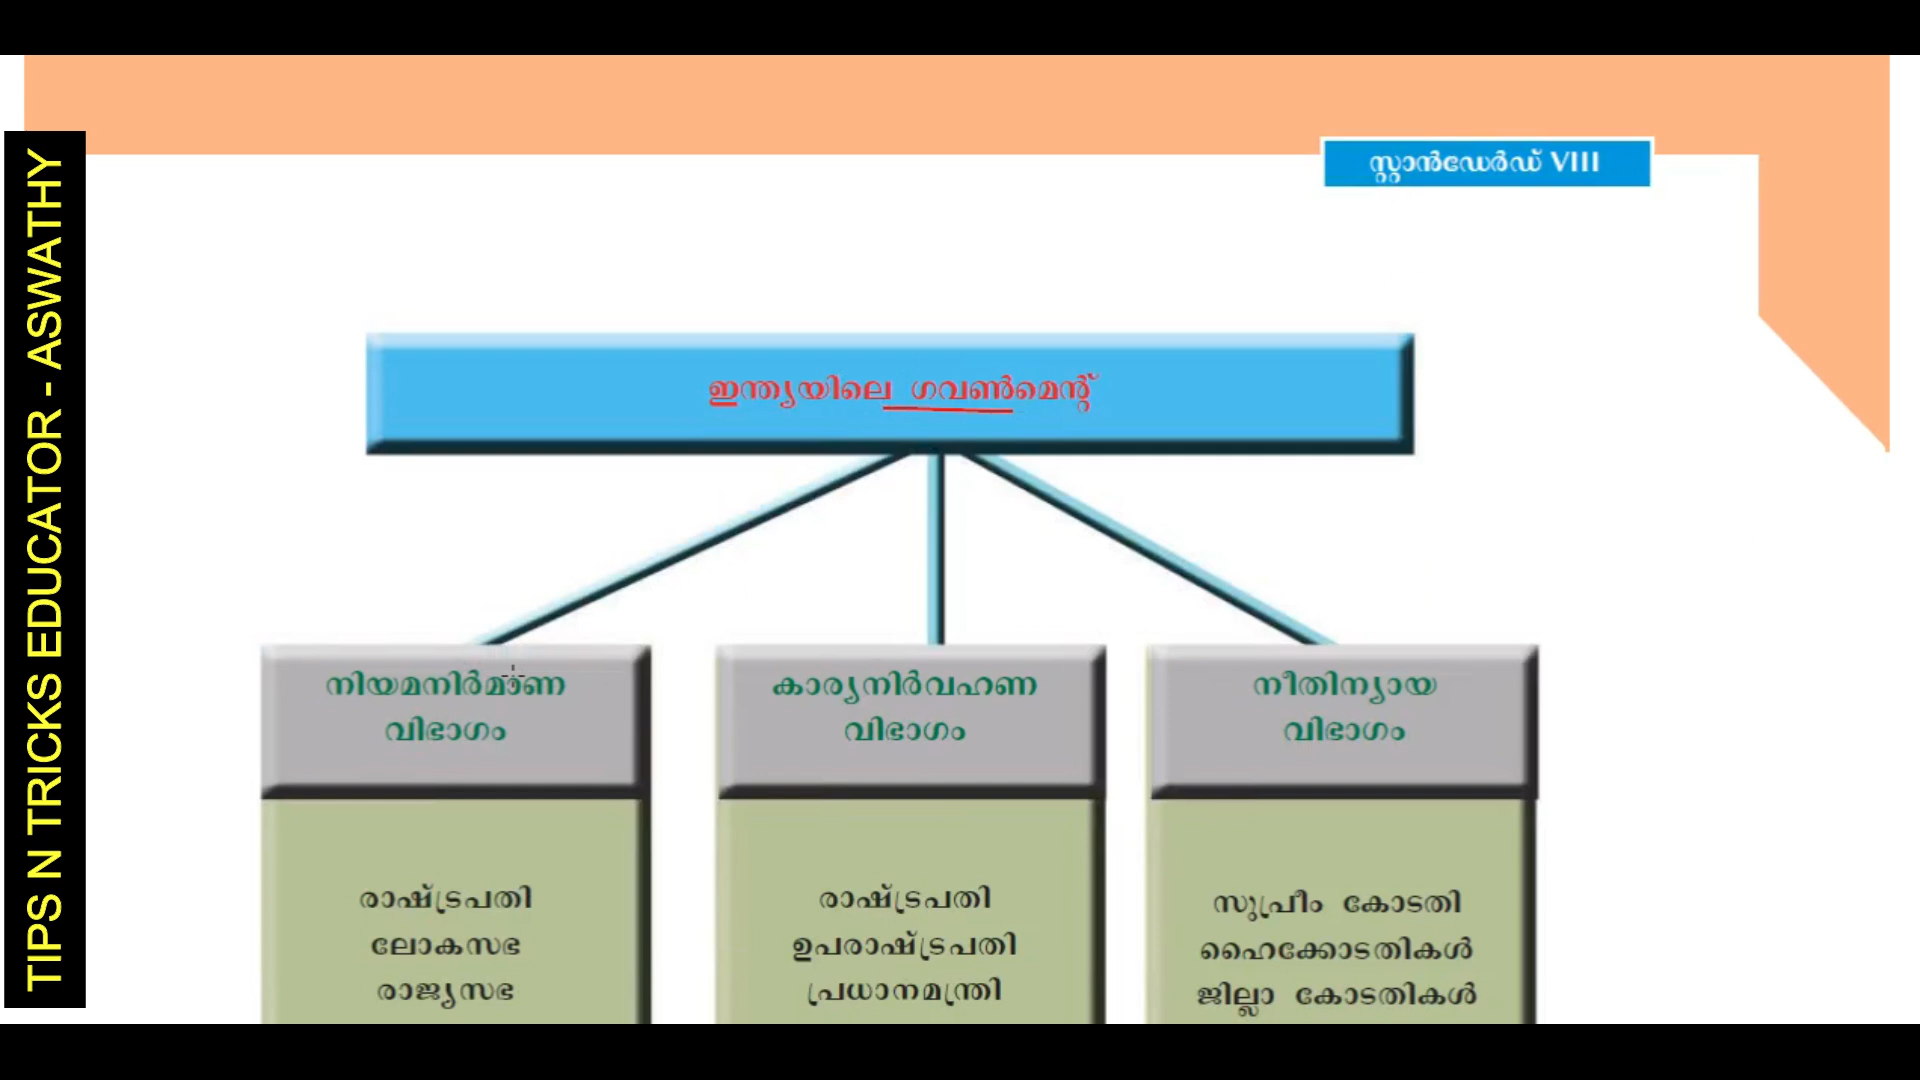 TIPS N TRICKS EDUCATOR - ASWATHY
സ്റ്റാൻഡേർഡ് VIII
ഇന്ത്യയിലെ ഗവൺമെന്റ്
നിയമനിർമാണ
വിഭാഗം
രാഷ്ട്രപതി
ലോകസഭ
രാജ്യസഭ
കാര്യനിർവഹണ
വിഭാഗം
രാഷ്ട്രപതി
ഉപരാഷ്ട്രപതി
പ്രധാനമന്ത്രി
നീതിന്യായ
വിഭാഗം
സുപ്രീം കോടതി
ഹൈക്കോടതികൾ
ജില്ലാ കോടതികൾ